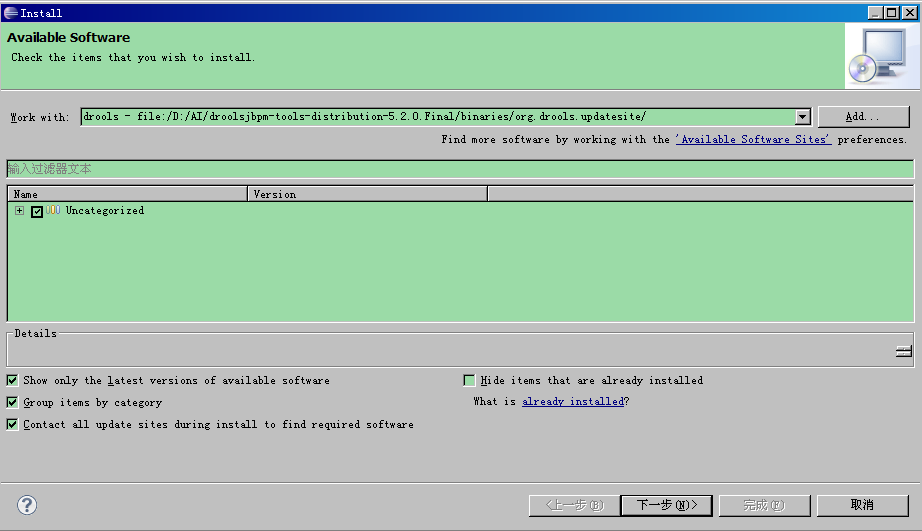 Install
Available Software
Check the items that you wish to install.
Work with: drools - file:/D:/AI/droolsjbpm-tools-distribution-5.2.0.Final/binaries/org.drools.updatesite/ Add...
Find more software by working with the 'Available Software Sites' preferences.
输入过滤器文本
Name Version
Uncategorized
Details
Show only the latest versions of available software Hide items that are already installed
Group items by category What is already installed?
Contact all update sites during install to find required software
<上一步(B) 下一步(N)> 完成(F) 取消